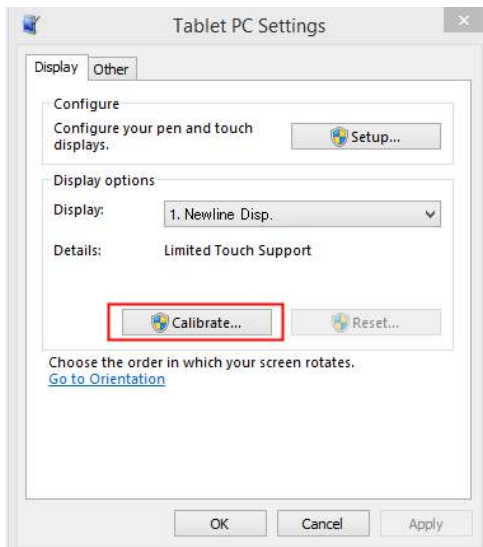 Tablet PC Settings
Display
Other
Configure
Configure your pen and touch
displays.
Setup...
Display options
Display:
1. Newline Disp.
Details:
Limited Touch Support
Calibrate...
Reset...
Choose the order in which your screen rotates.
Go to Orientation
OK
Cancel
Apply